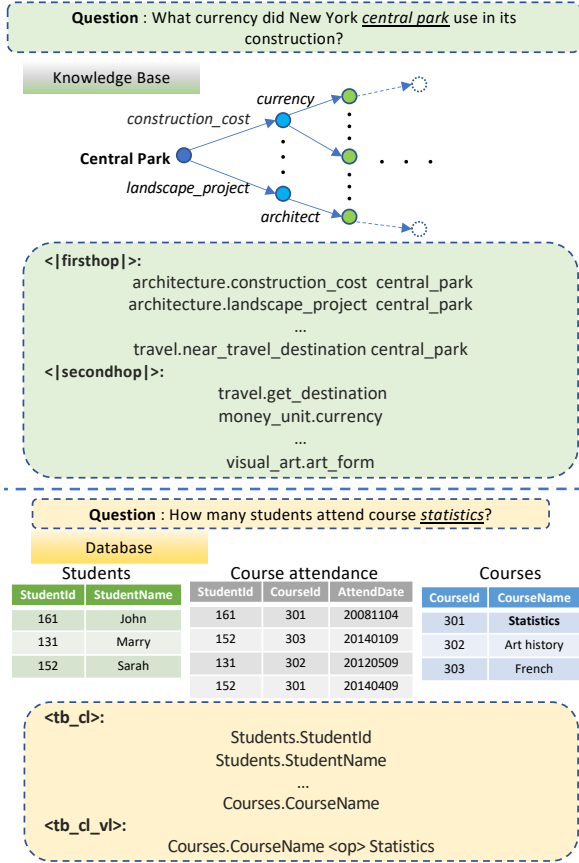 Question : What currency did New York central park use in its
construction?
Knowledge Base
currency
construction_cost
Central Park
landscape_project
architect
<|firsthop|>:
architecture.construction_cost central_park
architecture.landscape_project central_park
...
travel.near_travel_destination central_park
<|secondhop|>:
travel.get_destination
money_unit.currency
...
visual_art.art_form
Question : How many students attend course statistics?
Database
Students
StudentId StudentName
161 John
131 Marry
152 Sarah
Course attendance
StudentId CourseId AttendDate
161 301 20081104
152 303 20140109
131 302 20120509
152 301 20140409
Courses
CourseId CourseName
301 Statistics
302 Art history
303 French
<tb_cl>:
Students.StudentId
Students.StudentName
...
Courses.CourseName
<tb_cl_vl>:
Courses.CourseName <op> Statistics